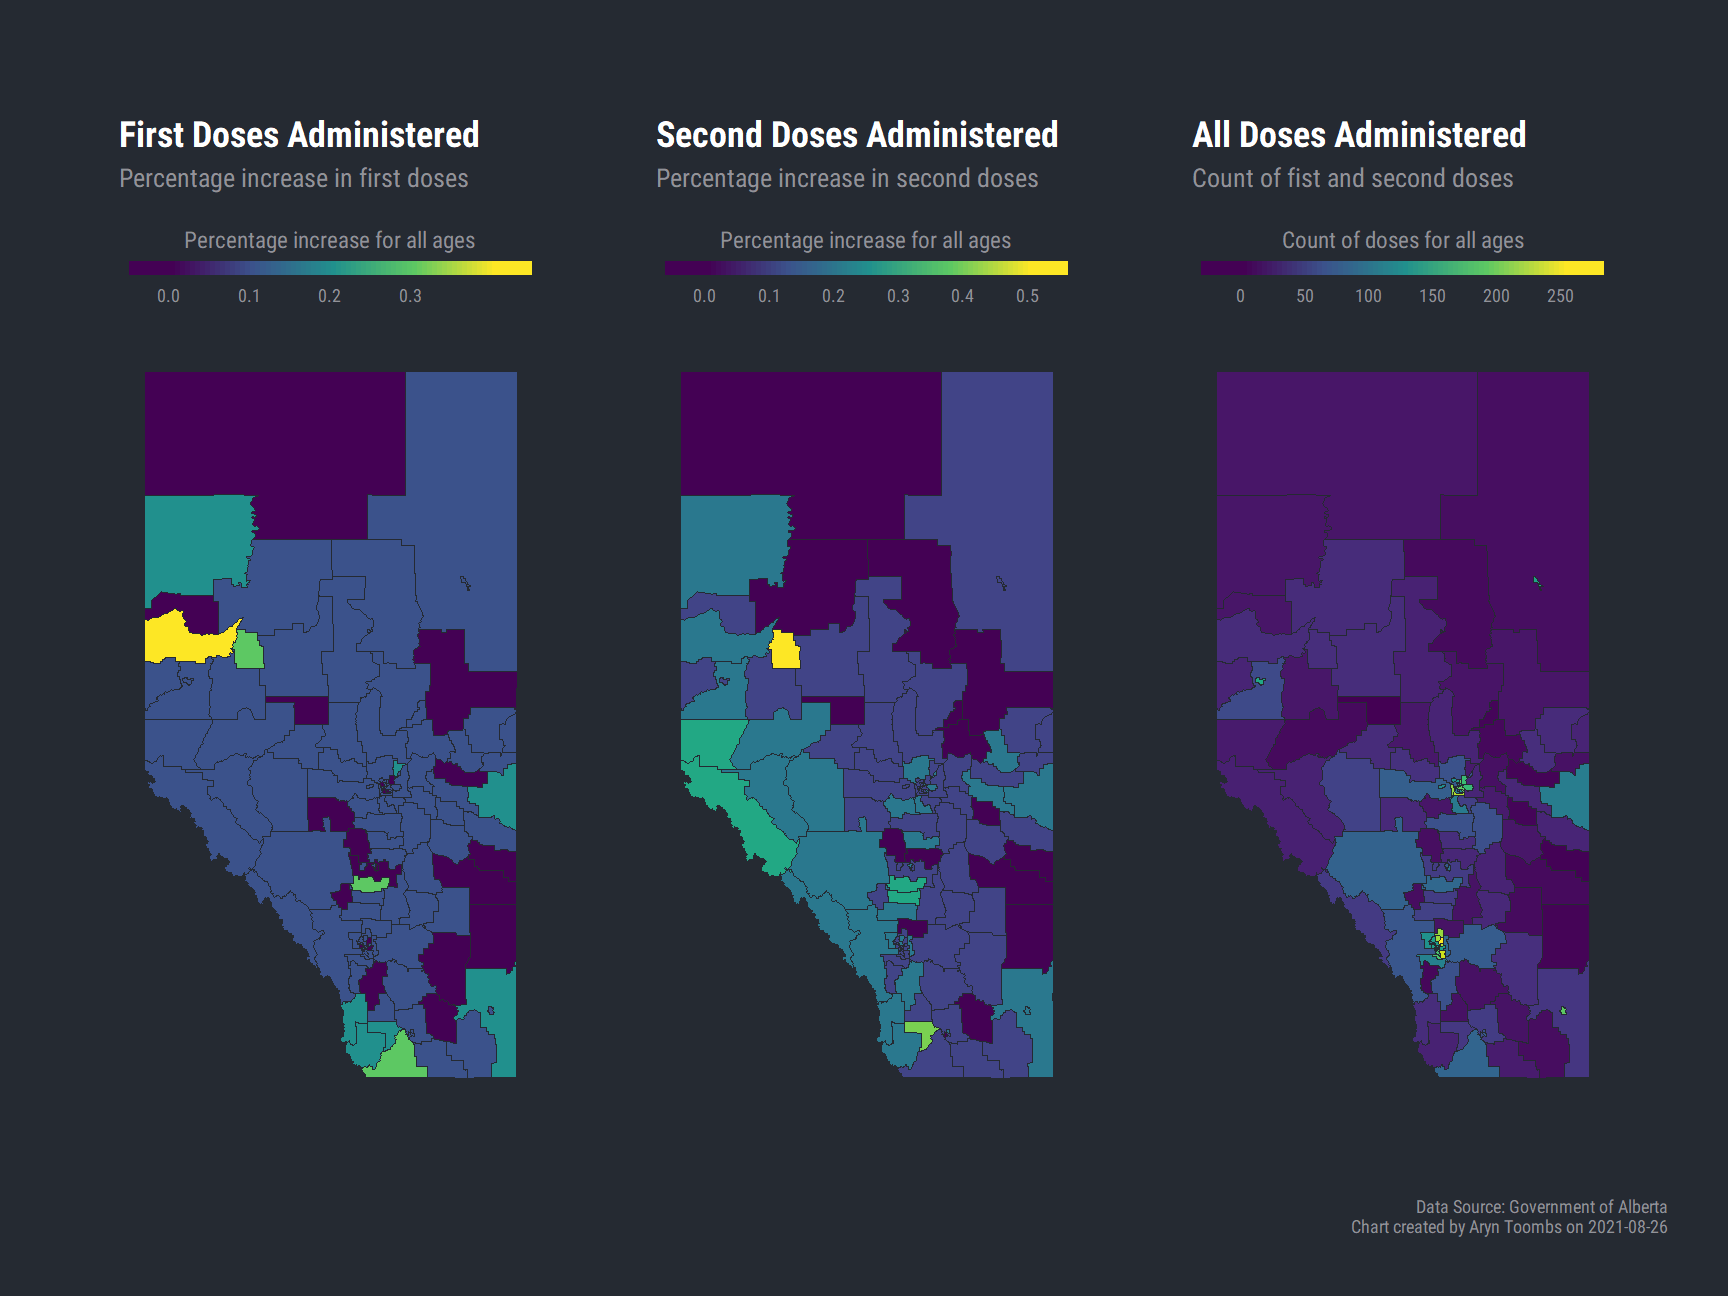 First Doses Administered
Percentage increase in first doses
Percentage increase for all ages
0.0 0.1 0.2 0.3
Second Doses Administered
Percentage increase in second doses
Percentage increase for all ages
0.0 0.1 0.2 0.3 0.4 0.5
All Doses Administered
Count of fist and second doses
Count of doses for all ages
0 50 100 150 200 250
Data Source: Government of Alberta
Chart created by Aryn Toombs on 2021-08-26